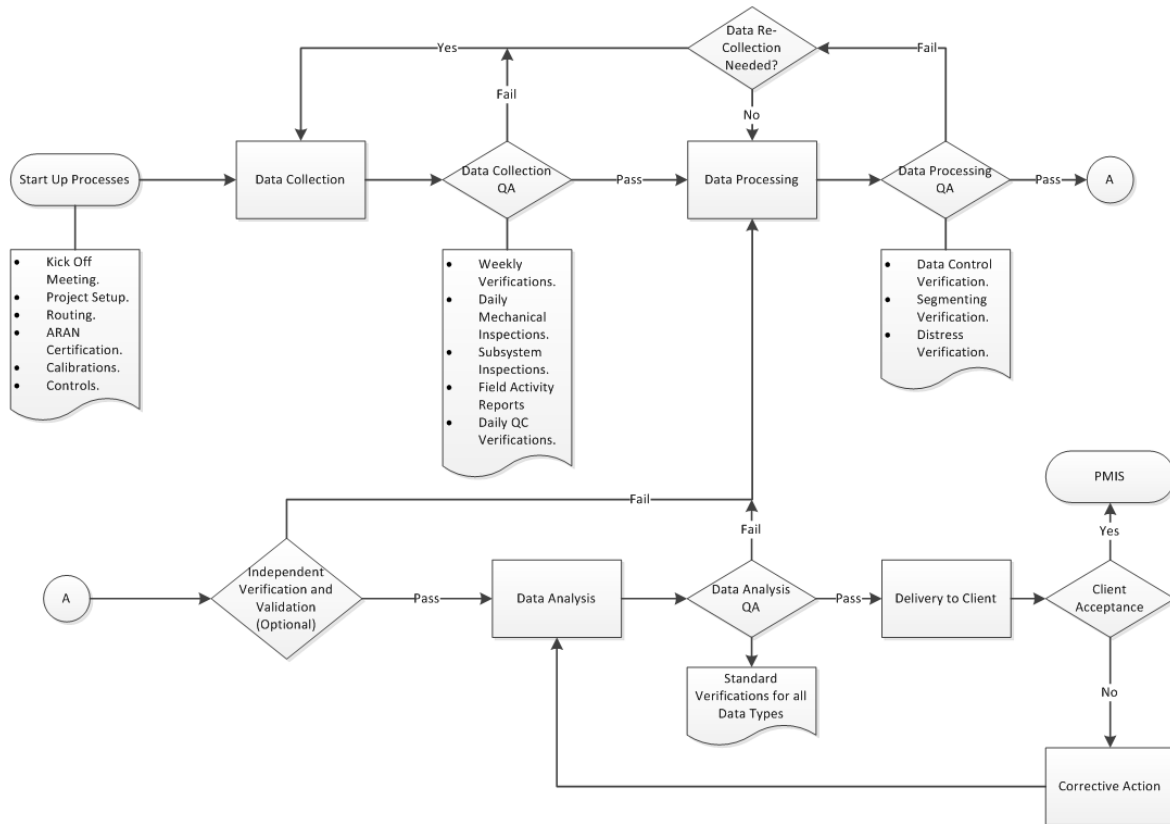 Data Re-
Collection
Needed?
Yes
Fail
Fail
No
Start Up Processes
Data Collection
Data Collection
QA
Pass
Data Processing
Data Processing
QA
Pass
A
• Kick Off
Meeting.
• Project Setup.
• Routing.
• ARAN
Certification.
• Calibrations.
• Controls.
• Weekly
Verifications.
• Daily
Mechanical
Inspections.
• Subsystem
Inspections.
• Field Activity
Reports
• Daily QC
Verifications.
• Data Control
Verification.
• Segmenting
Verification.
• Distress
Verification.
PMIS
Fail
Fail
Yes
A
Independent
Verification and
Validation
(Optional)
Pass
Data Analysis
Data Analysis
QA
Pass
Delivery to Client
Client
Acceptance
Standard
Verifications for all
Data Types
No
Corrective Action